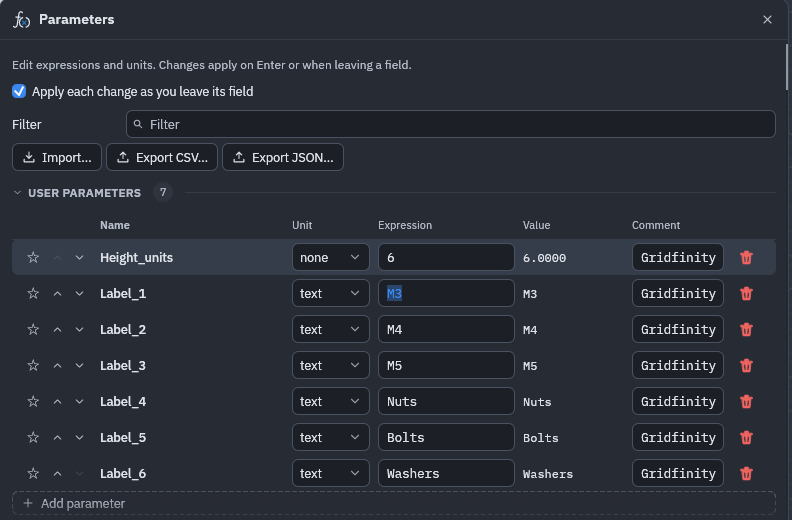 Parameters
Edit expressions and units. Changes apply on Enter or when leaving a field.
Apply each change as you leave its field
Filter Filter
Import... Export CSV... Export JSON...
USER PARAMETERS 7
Name Unit Expression Value Comment
Height_units none 6 6.0000 Gridfinity
Label_1 text M3 M3 Gridfinity
Label_2 text M4 M4 Gridfinity
Label_3 text M5 M5 Gridfinity
Label_4 text Nuts Nuts Gridfinity
Label_5 text Bolts Bolts Gridfinity
Label_6 text Washers Washers Gridfinity
+ Add parameter